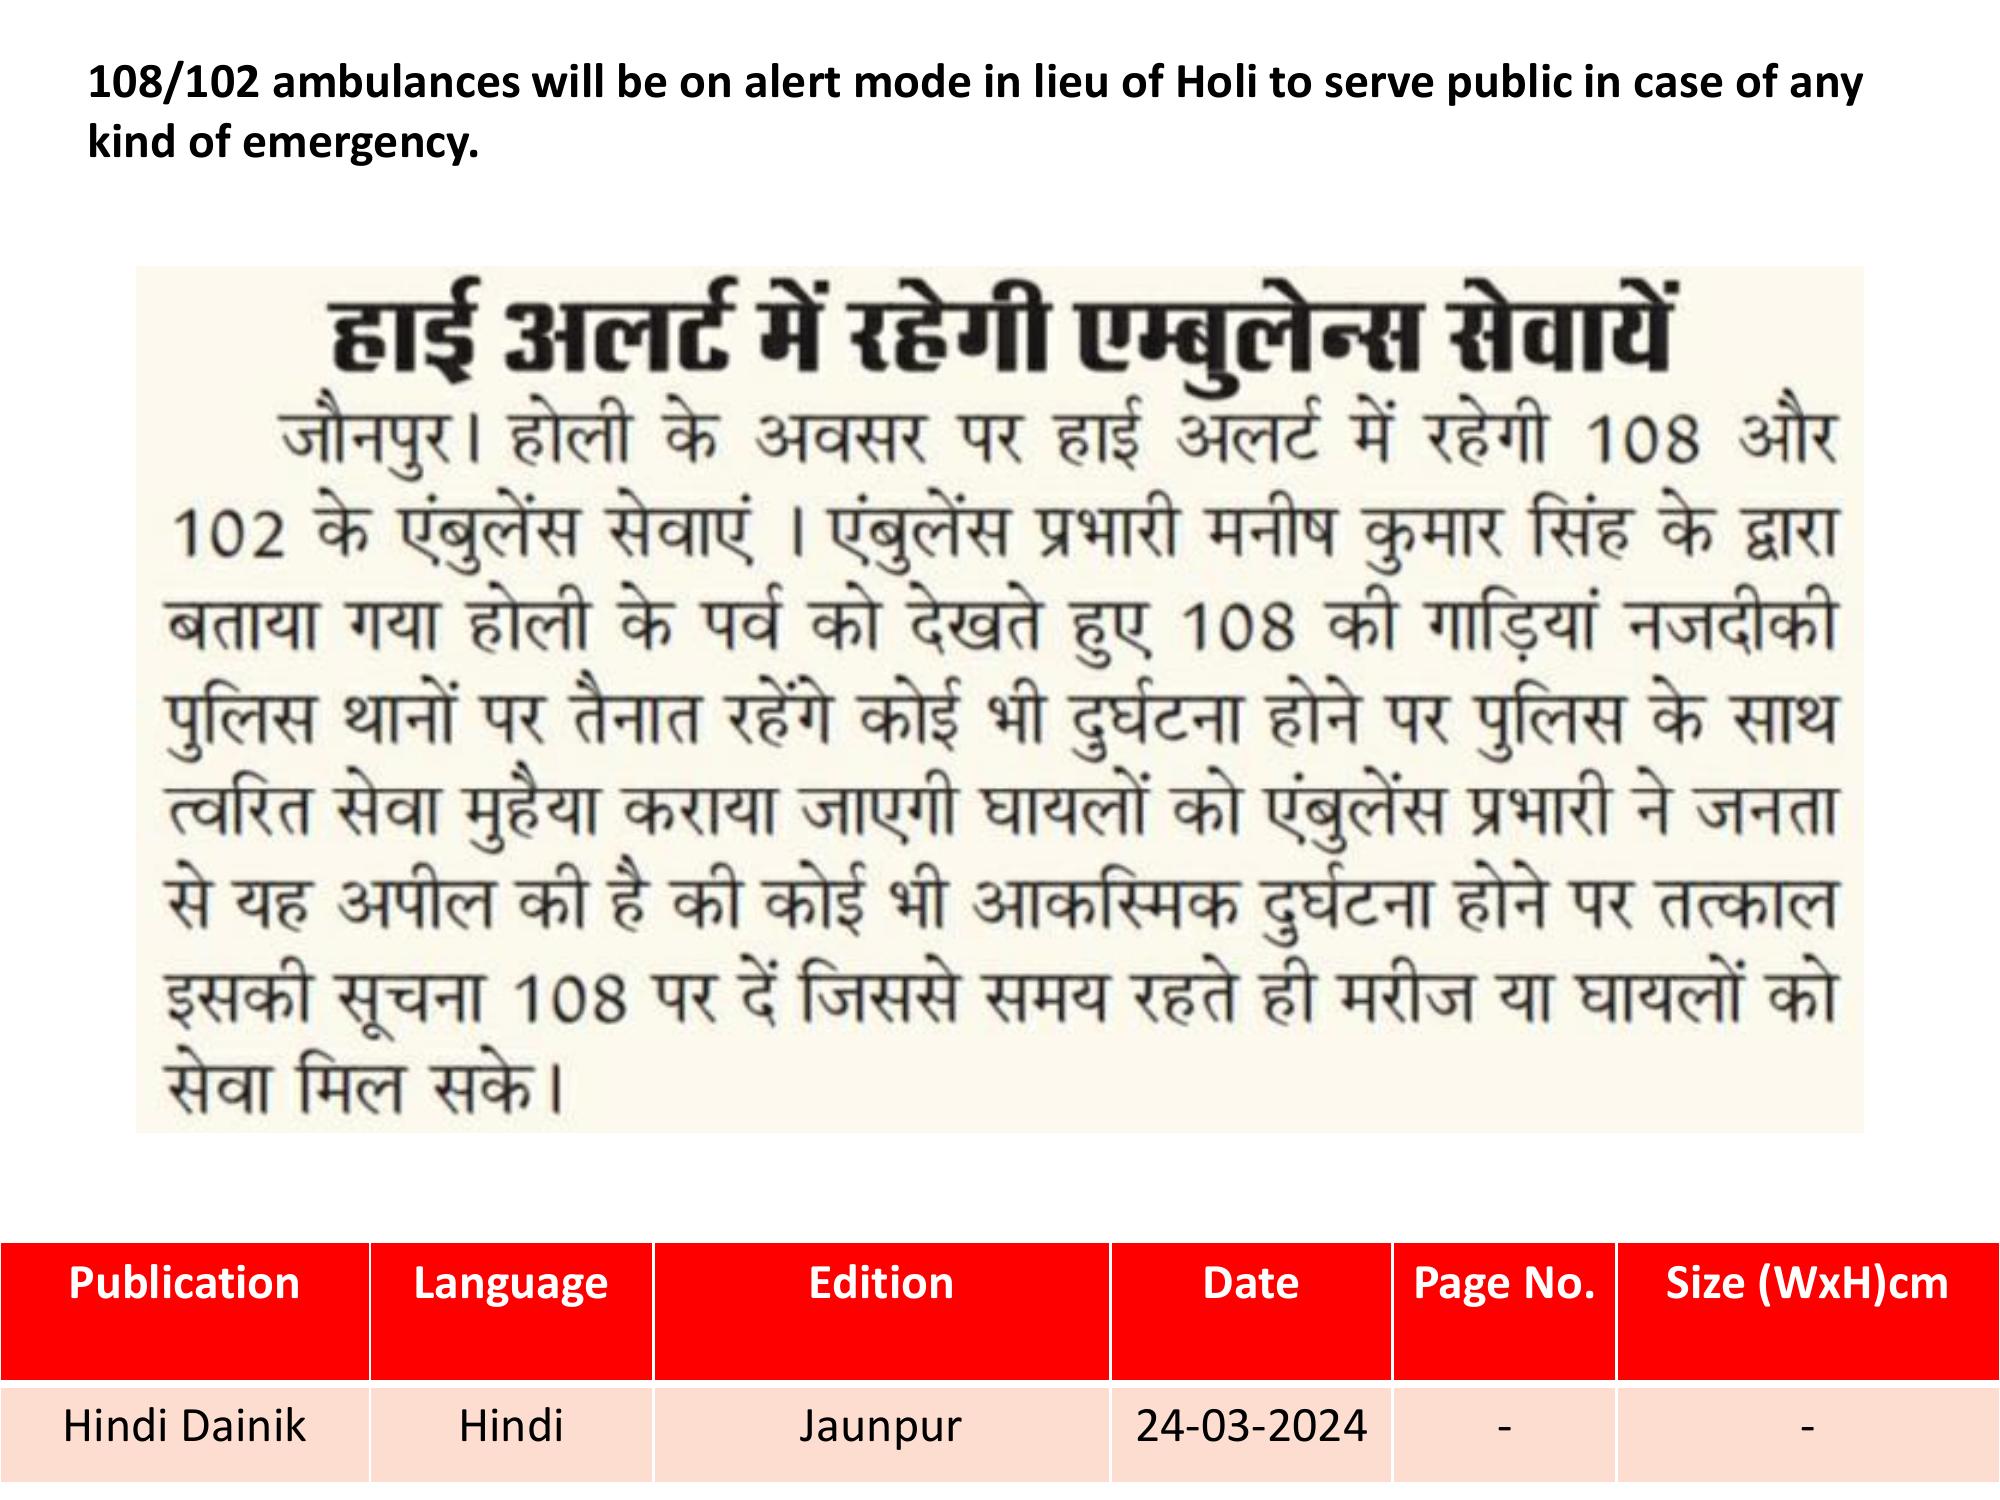 108/102 ambulances will be on alert mode in lieu of Holi to serve public in case of any
kind of emergency.
हाई अलर्ट में रहेगी एम्बुलेन्स सेवायें
जौनपुर। होली के अवसर पर हाई अलर्ट में रहेगी 108 और
102 के एंबुलेंस सेवाएं । एंबुलेंस प्रभारी मनीष कुमार सिंह के द्वारा
बताया गया होली के पर्व को देखते हुए 108 की गाड़ियां नजदीकी
पुलिस थानों पर तैनात रहेंगे कोई भी दुर्घटना होने पर पुलिस के साथ
त्वरित सेवा मुहैया कराया जाएगी घायलों को एंबुलेंस प्रभारी ने जनता
से यह अपील की है की कोई भी आकस्मिक दुर्घटना होने पर तत्काल
इसकी सूचना 108 पर दें जिससे समय रहते ही मरीज या घायलों को
सेवा मिल सके।
Publication Language Edition Date Page No. Size (WxH)cm
Hindi Dainik Hindi Jaunpur 24-03-2024 - -